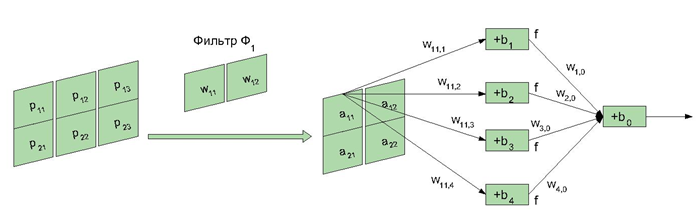 Фильтр Φ1
w11 w12
p11 p12 p13
p21 p22 p23
a11 a12
a21 a22
w11,1
w11,2
w11,3
w11,4
+b1 f
+b2 f
+b3 f
+b4 f
w1,0
w2,0
w3,0
w4,0
+b0